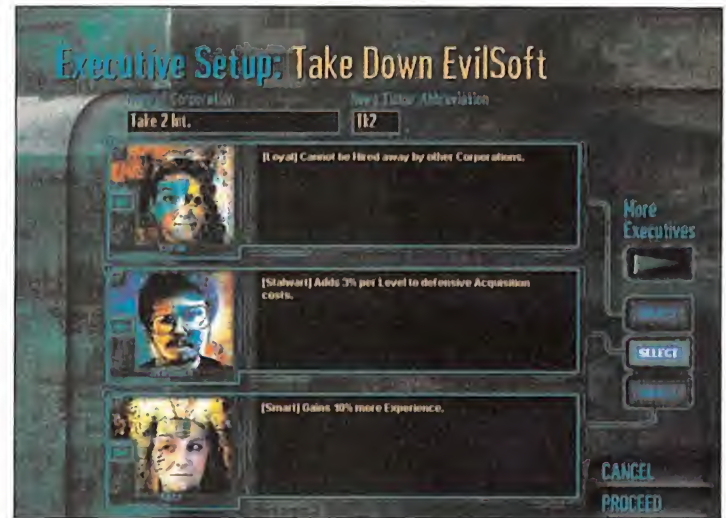 Executive Setup: Take Down EvilSoft
Corporation
Abbreviation
Take 2 Int.
Tk2
[Loyal] Cannot be Hired away by other Corporations.
More
Executives
[Stalwart] Adds 3% per Level to defensive Acquisition
costs.
SELECT
[Smart] Gains 10% more Experience.
CANCEL
PROCEED